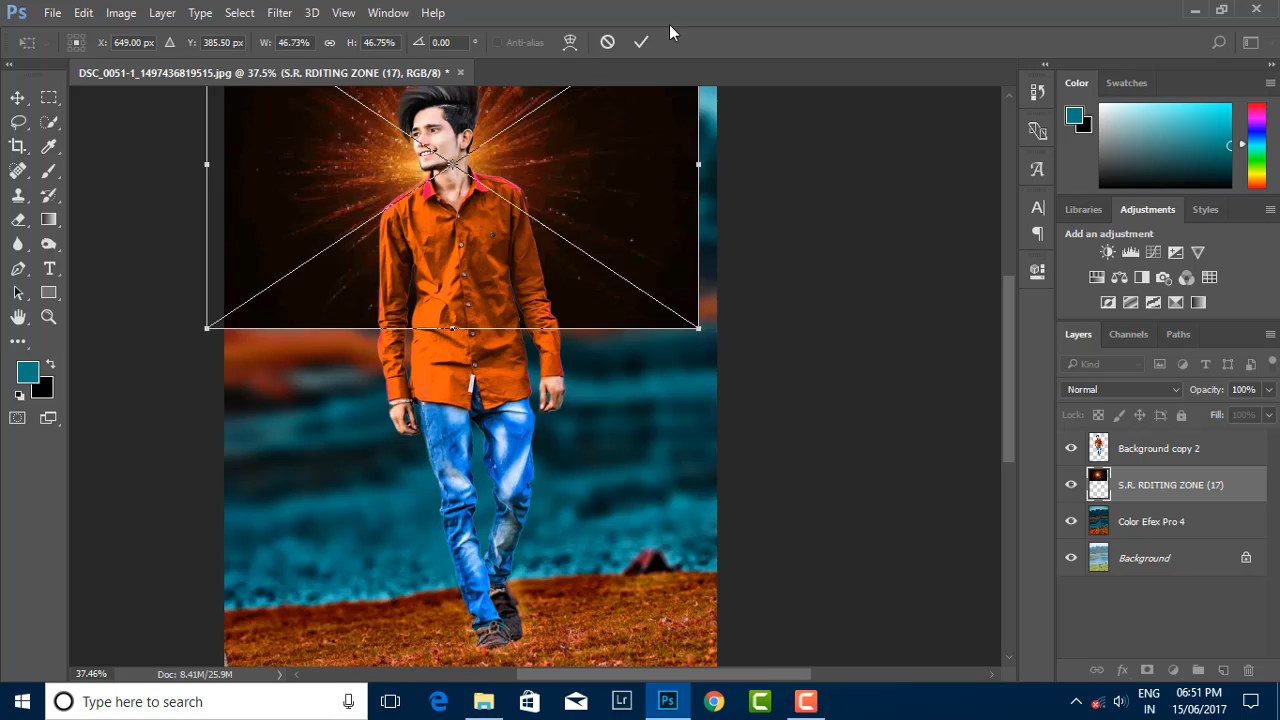 Ps File Edit Image Layer Type Select Filter 3D View Window Help
X: 649.00 px Y: 385.50 px W: 46.73% H: 46.75% 0.00 ° Anti-alias
DSC_0051-1_1497436819515.jpg @ 37.5% (S.R. RDITING ZONE (17), RGB/8) * ×
Color Swatches
Libraries Adjustments Styles
Add an adjustment
Layers Channels Paths
Kind
Normal Opacity: 100%
Lock: Fill: 100%
Background copy 2
S.R. RDITING ZONE (17)
Color Efex Pro 4
Background
37.46% Doc: 8.41M/25.9M
Type here to search
Lr Ps
ENG 06:51 PM
IN 15/06/2017